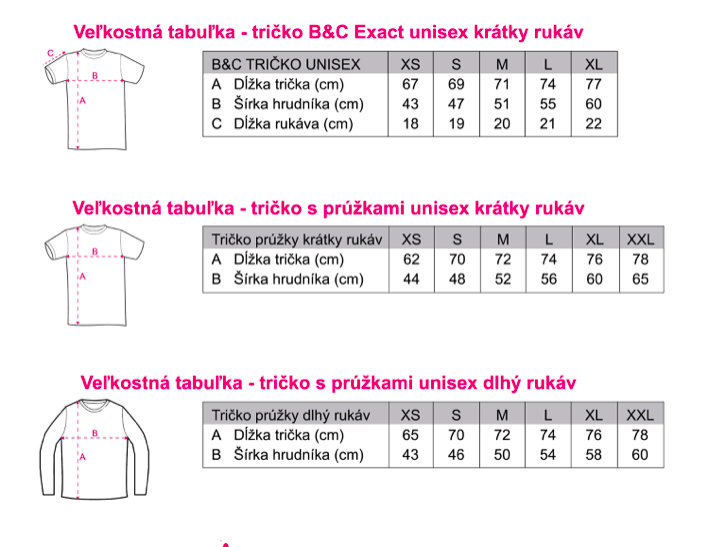 Veľkostná tabuľka - tričko B&C Exact unisex krátky rukáv
C
B
A
B&C TRIČKO UNISEX XS S M L XL
A Dĺžka trička (cm) 67 69 71 74 77
B Šírka hrudníka (cm) 43 47 51 55 60
C Dĺžka rukáva (cm) 18 19 20 21 22
Veľkostná tabuľka - tričko s prúžkami unisex krátky rukáv
B
A
Tričko prúžky krátky rukáv XS S M L XL XXL
A Dĺžka trička (cm) 62 70 72 74 76 78
B Šírka hrudníka (cm) 44 48 52 56 60 65
Veľkostná tabuľka - tričko s prúžkami unisex dlhý rukáv
B
A
Tričko prúžky dlhý rukáv XS S M L XL XXL
A Dĺžka trička (cm) 65 70 72 74 76 78
B Šírka hrudníka (cm) 43 46 50 54 58 60